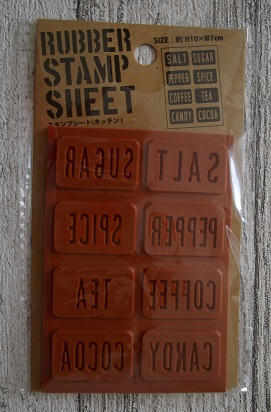 RUBBER
STAMP
SHEET
スタンプシート(キッチン)
SIZE : 約 H10×W7cm
SALT SUGAR
PEPPER SPICE
COFFEE TEA
CANDY COCOA
SUGAR SALT
SPICE PEPPER
TEA COFFEE
COCOA CANDY